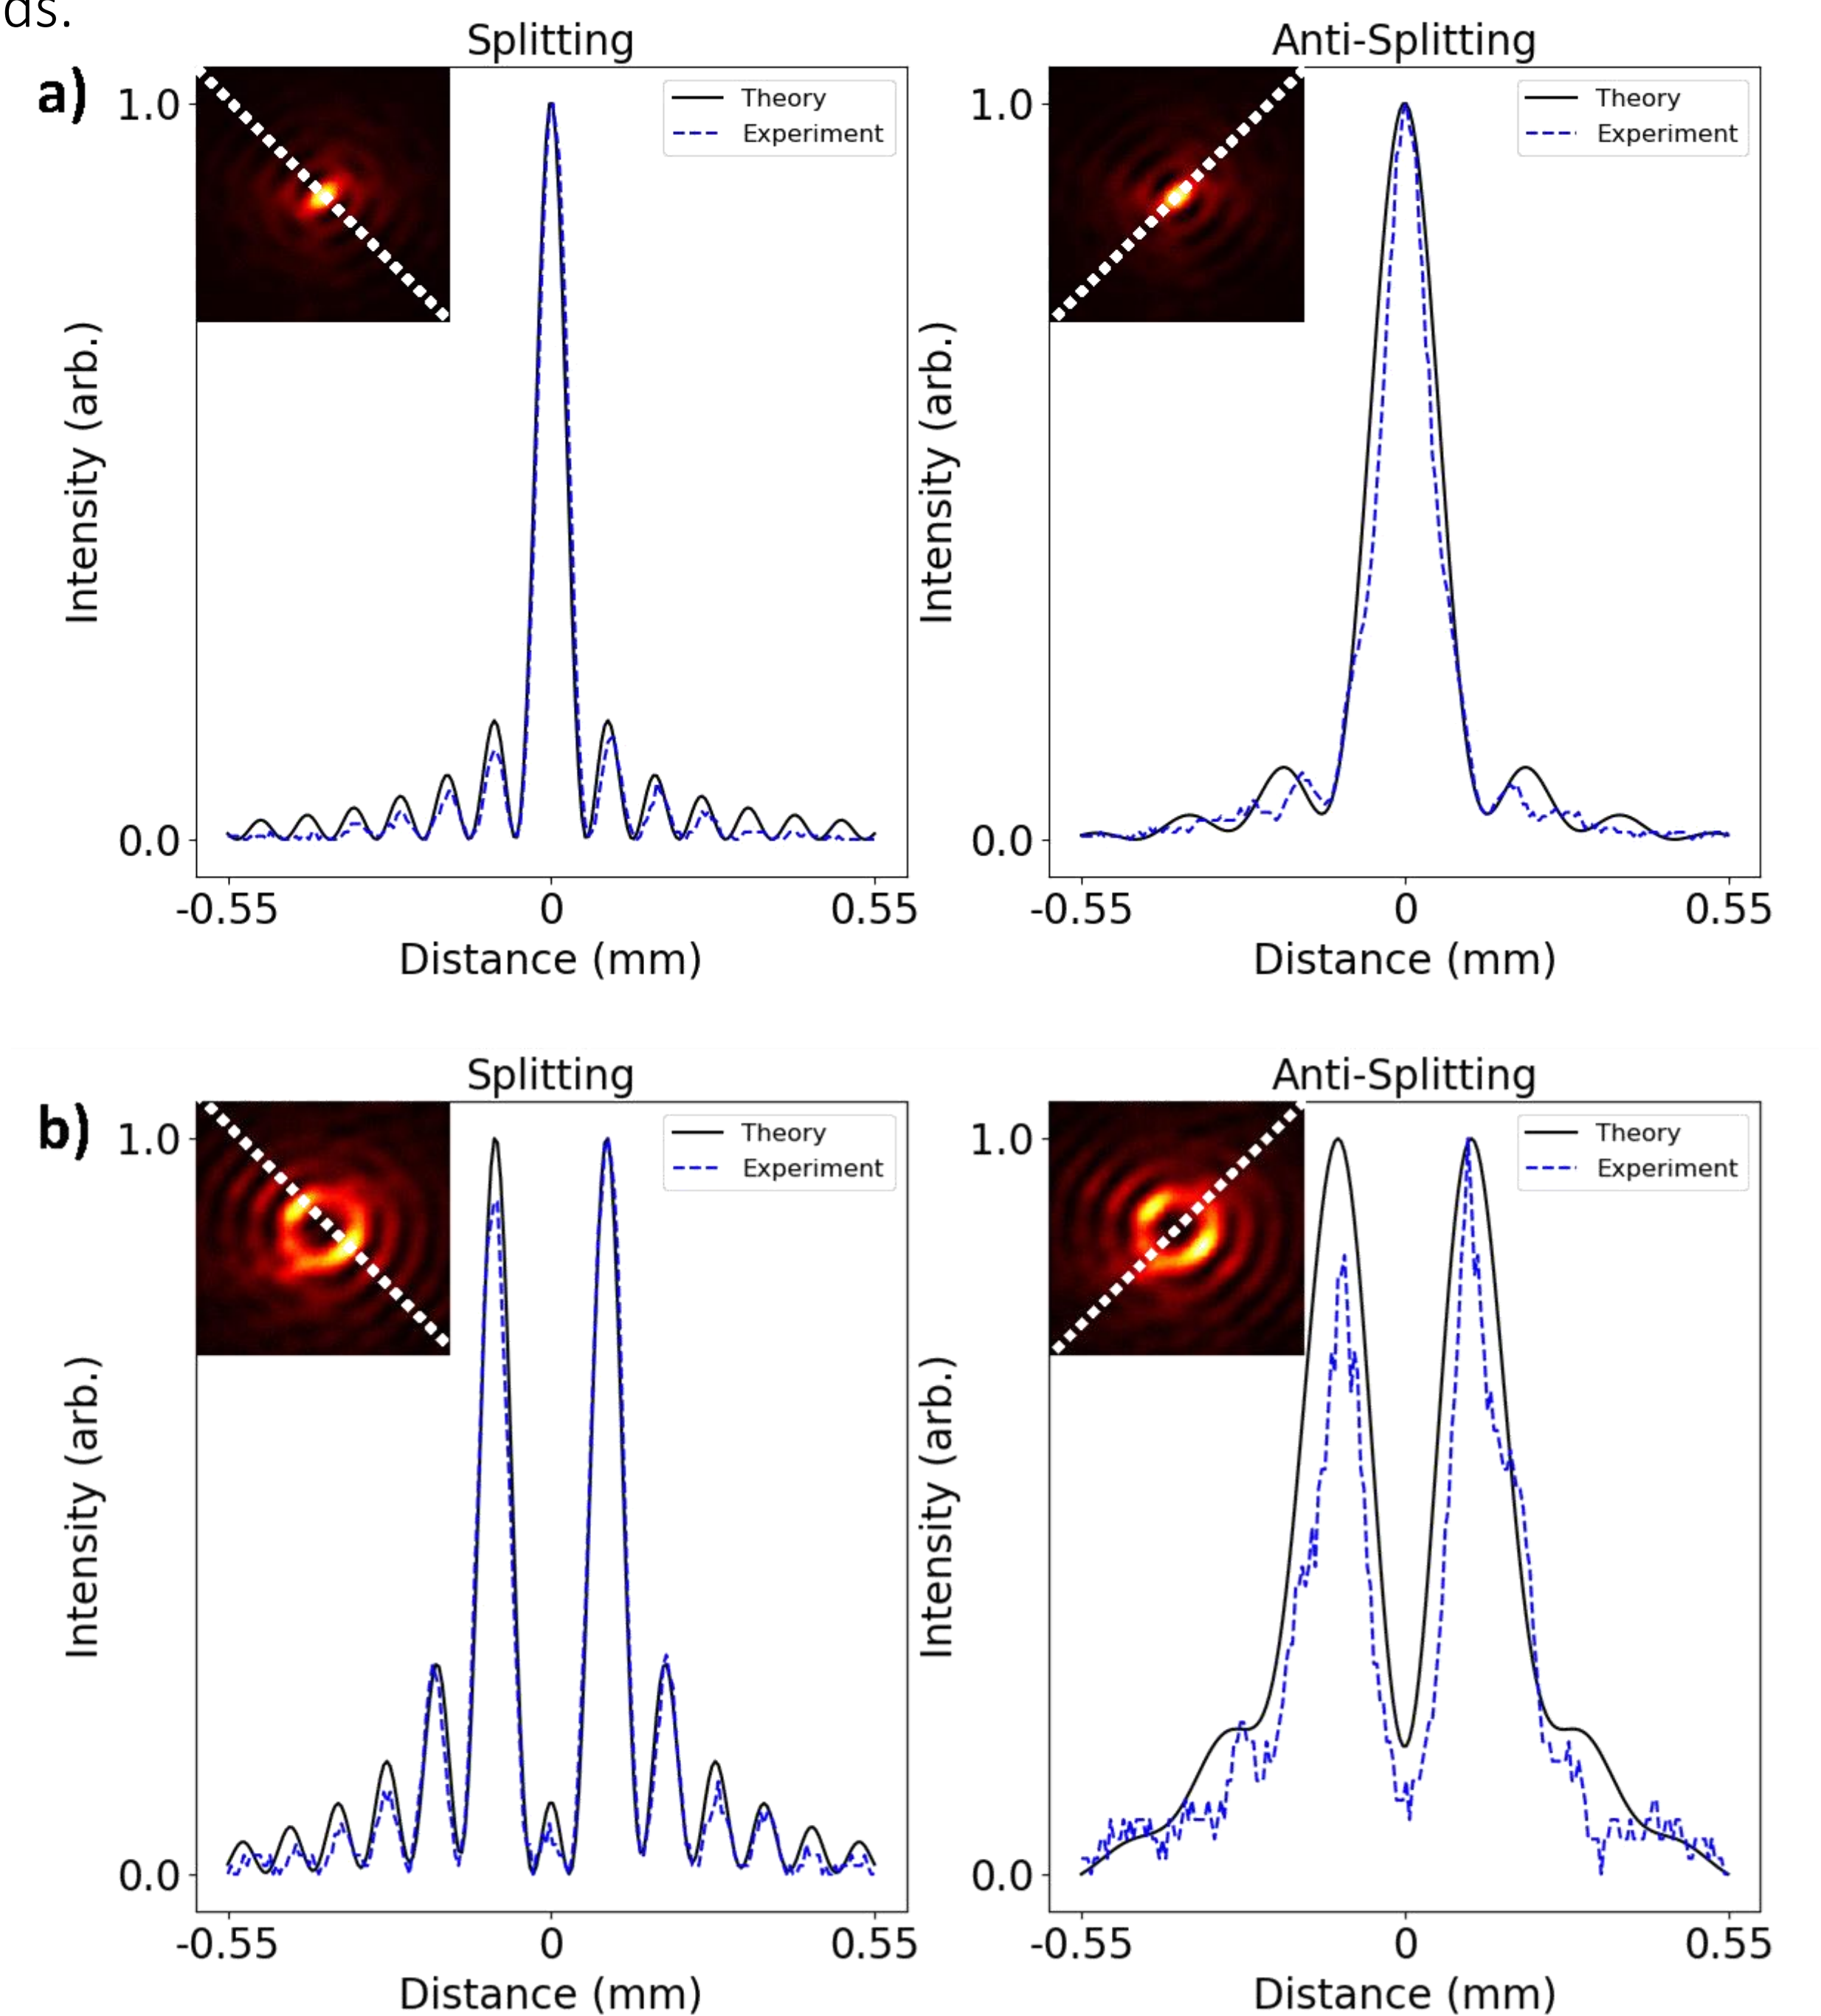 ds.
a)
Splitting
Theory
Experiment
1.0
0.0
Intensity (arb.)
-0.55 0 0.55
Distance (mm)
Anti-Splitting
Theory
Experiment
1.0
0.0
Intensity (arb.)
-0.55 0 0.55
Distance (mm)
b)
Splitting
Theory
Experiment
1.0
0.0
Intensity (arb.)
-0.55 0 0.55
Distance (mm)
Anti-Splitting
Theory
Experiment
1.0
0.0
Intensity (arb.)
-0.55 0 0.55
Distance (mm)